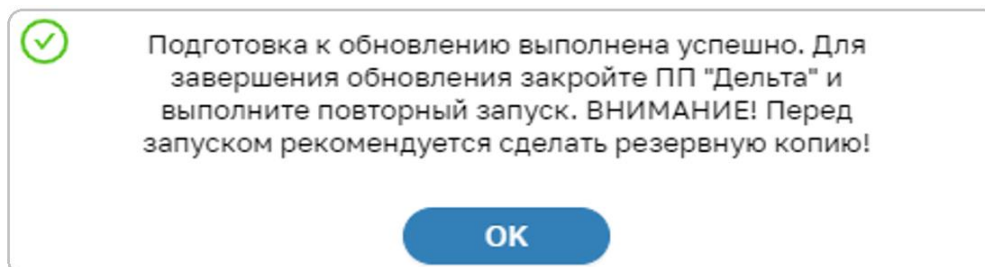 Подготовка к обновлению выполнена успешно. Для
завершения обновления закройте ПП "Дельта" и
выполните повторный запуск. ВНИМАНИЕ! Перед
запуском рекомендуется сделать резервную копию!
ОК